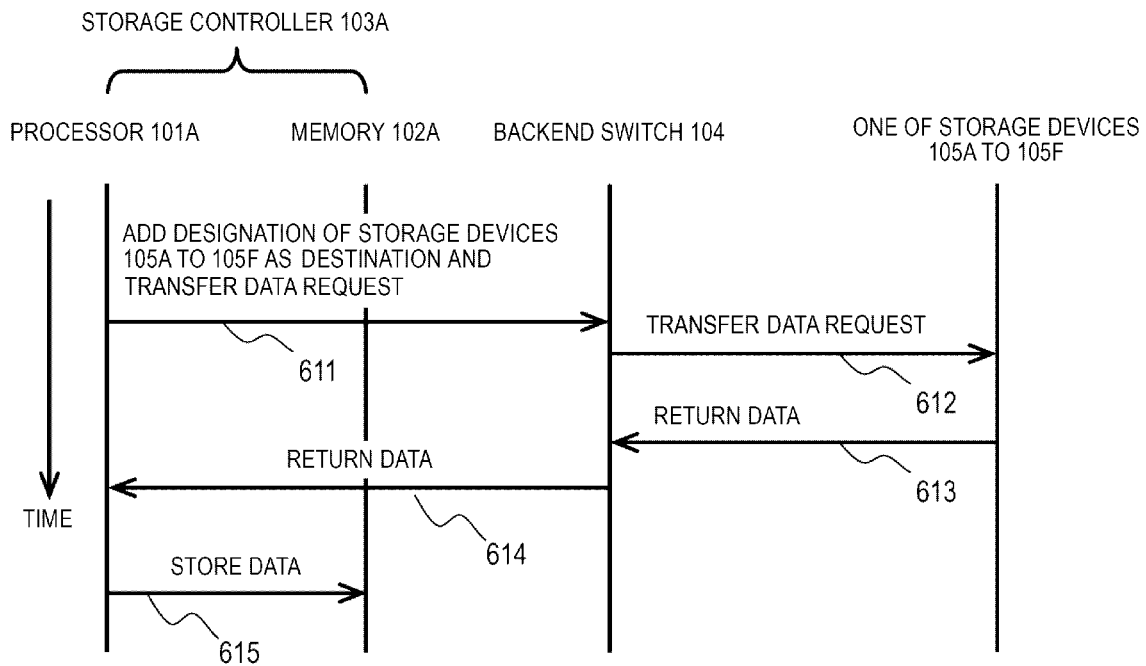 STORAGE CONTROLLER 103A
PROCESSOR 101A
MEMORY 102A
BACKEND SWITCH 104
ONE OF STORAGE DEVICES
105A TO 105F
ADD DESIGNATION OF STORAGE DEVICES
105A TO 105F AS DESTINATION AND
TRANSFER DATA REQUEST
611
TRANSFER DATA REQUEST
612
RETURN DATA
613
RETURN DATA
614
TIME
STORE DATA
615